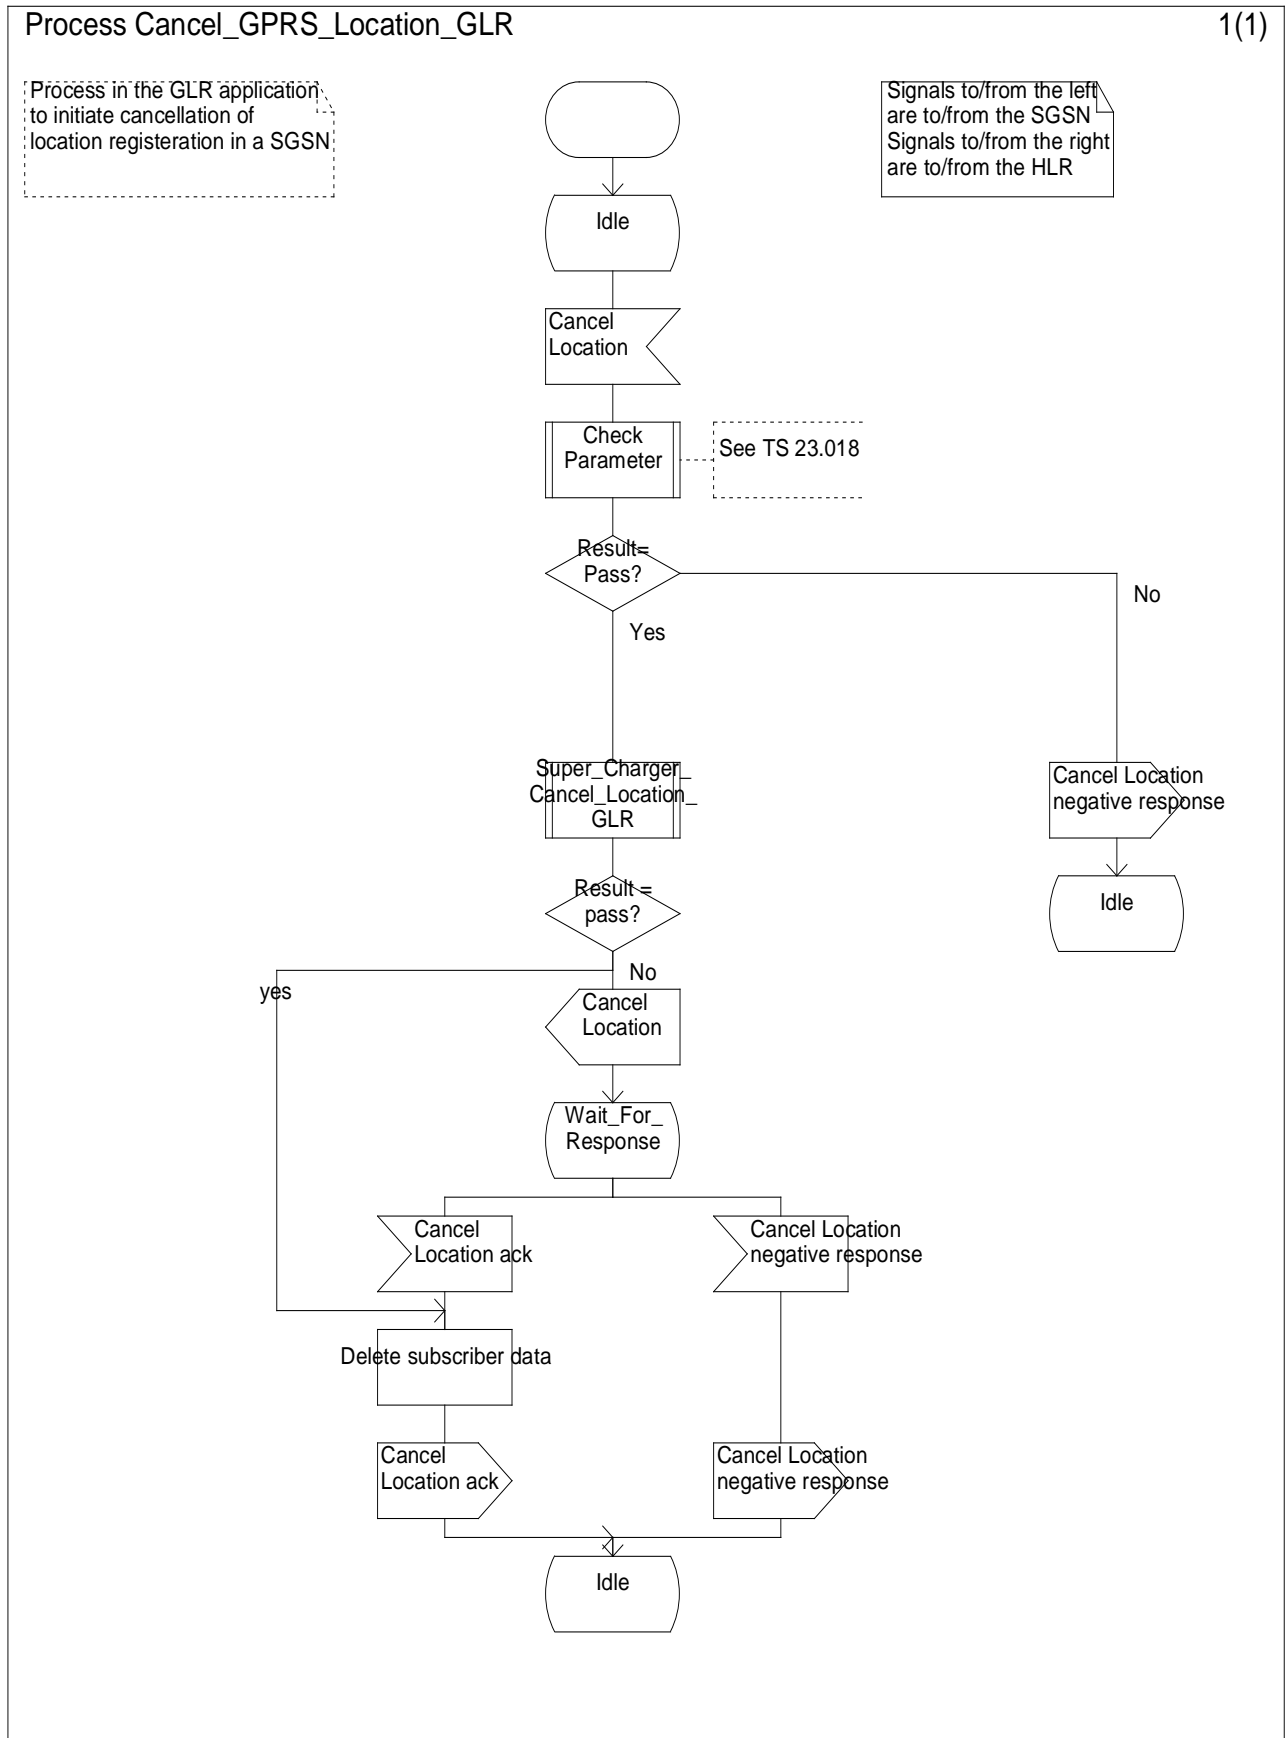 Process Cancel_GPRS_Location_GLR
1(1)
Process in the GLR application
to initiate cancellation of
location registeration in a SGSN
Signals to/from the left
are to/from the SGSN
Signals to/from the right
are to/from the HLR
Idle
Cancel
Location
Check
Parameter
See TS 23.018
Result=
Pass?
No
Yes
Super_Charger_
Cancel_Location_
GLR
Cancel Location
negative response
Result =
pass?
Idle
No
yes
Cancel
Location
Wait_For_
Response
Cancel
Location ack
Cancel Location
negative response
Delete subscriber data
Cancel
Location ack
Cancel Location
negative response
Idle